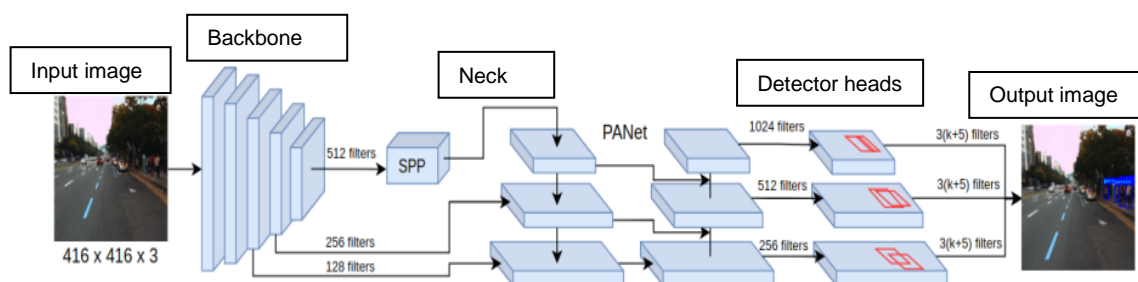 Input image
Backbone
Neck
Detector heads
Output image
416 x 416 x 3
512 filters
SPP
256 filters
128 filters
PANet
1024 filters
512 filters
256 filters
3(k+5) filters
3(k+5) filters
3(k+5) filters